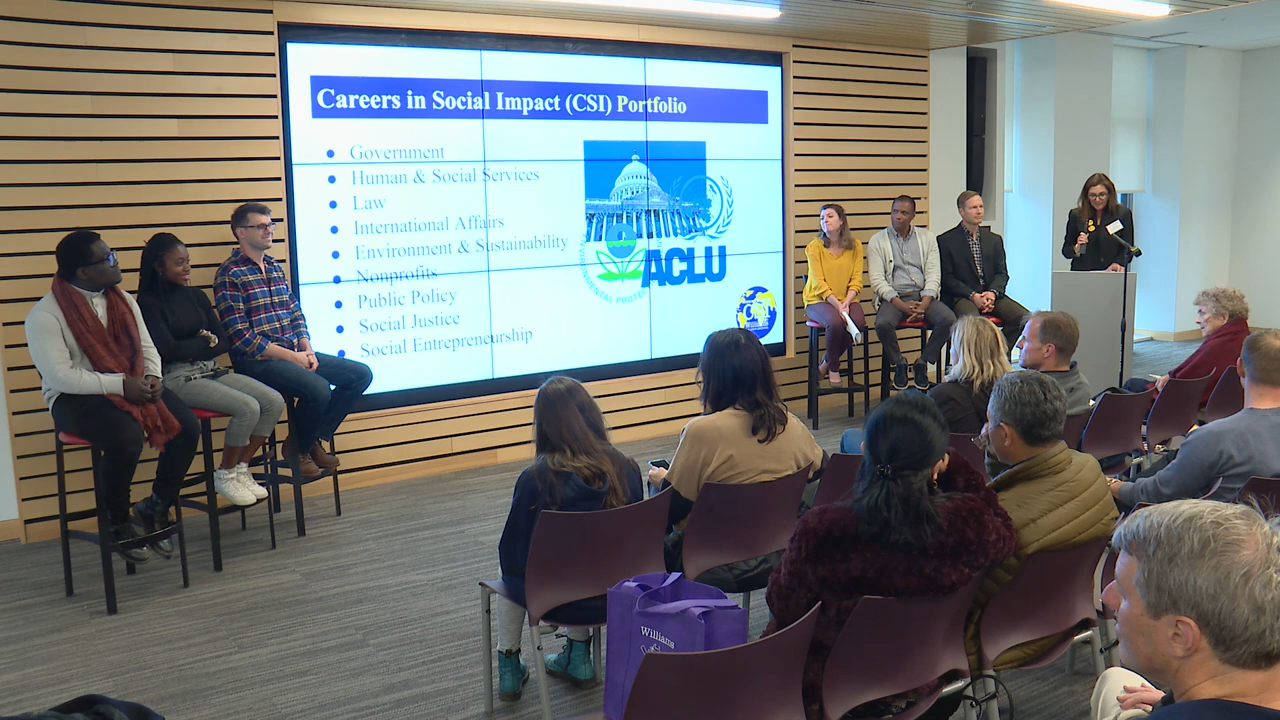 Careers in Social Impact (CSI) Portfolio
● Government
● Human & Social Services
● Law
● International Affairs
● Environment & Sustainability
● Nonprofits
● Public Policy
● Social Justice
● Social Entrepreneurship
ACLU
Williams